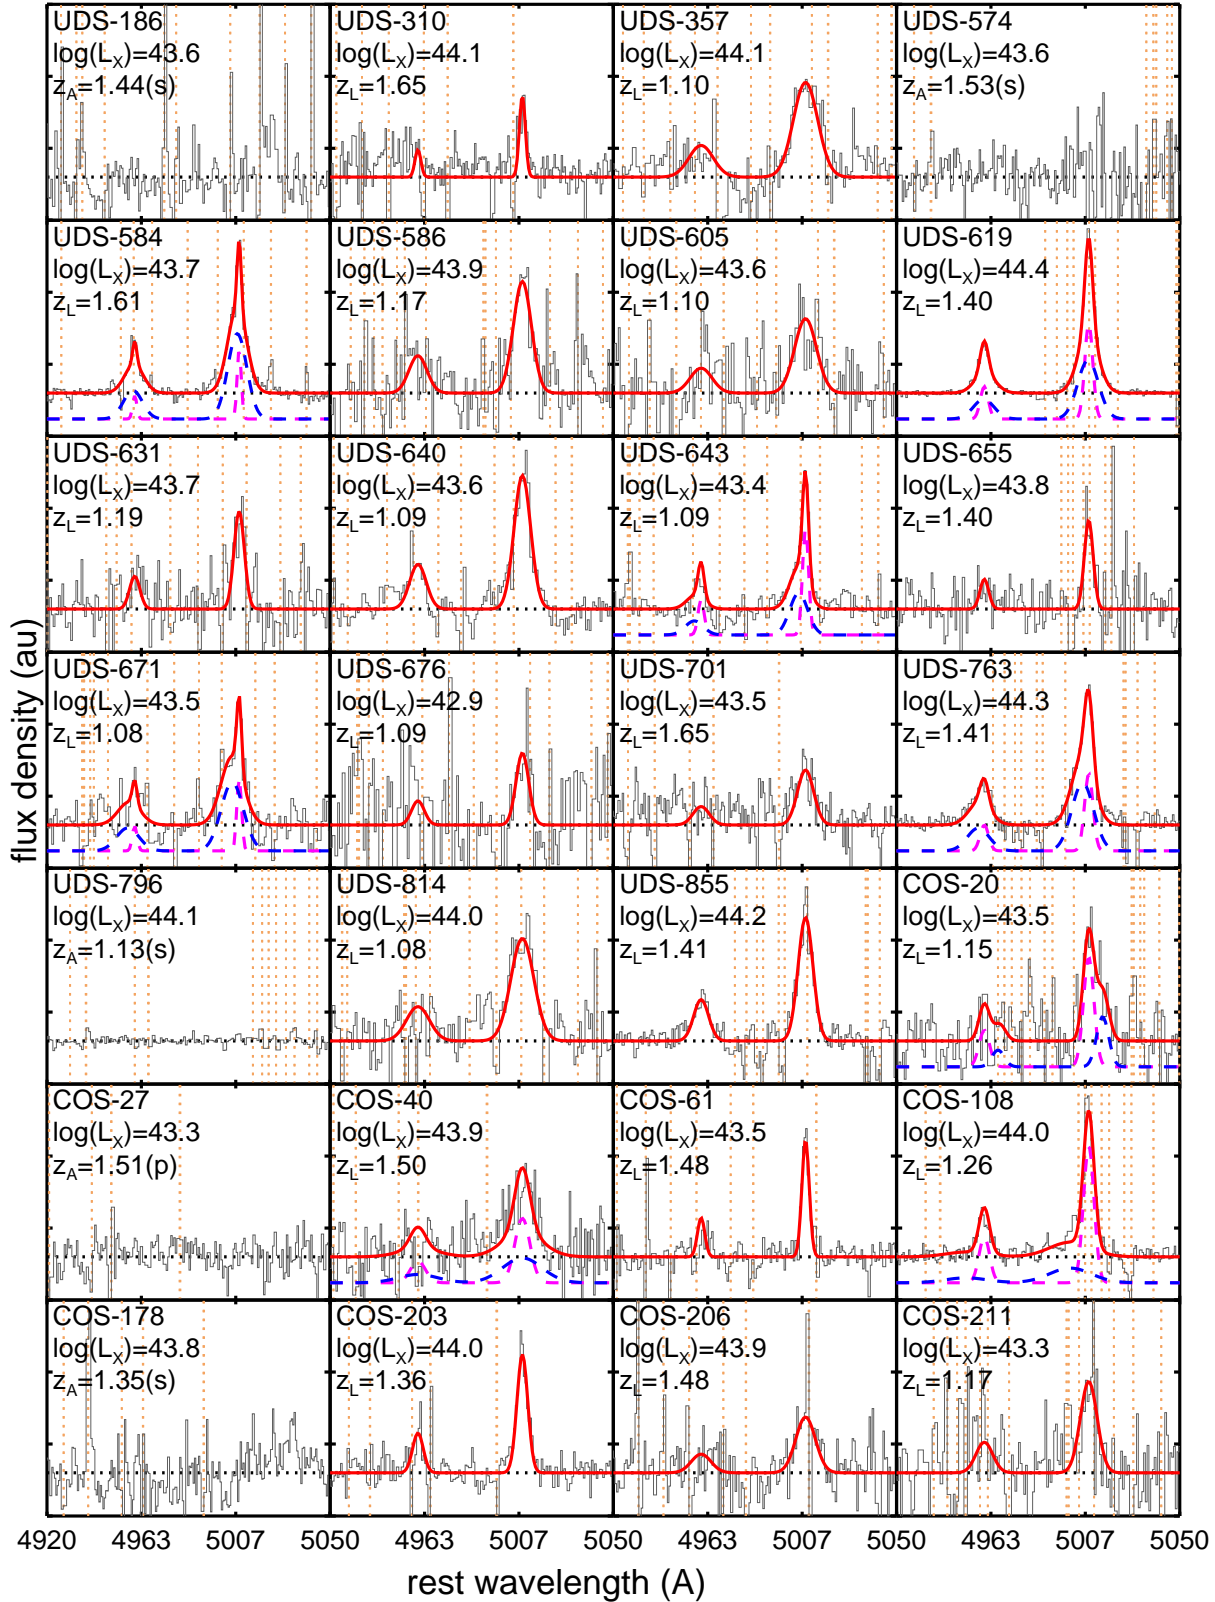 UDS-186
log(L_X)=43.6
z_A=1.44(s)
UDS-310
log(L_X)=44.1
z_L=1.65
UDS-357
log(L_X)=44.1
z_L=1.10
UDS-574
log(L_X)=43.6
z_A=1.53(s)
UDS-584
log(L_X)=43.7
z_L=1.61
UDS-586
log(L_X)=43.9
z_L=1.17
UDS-605
log(L_X)=43.6
z_L=1.10
UDS-619
log(L_X)=44.4
z_L=1.40
UDS-631
log(L_X)=43.7
z_L=1.19
UDS-640
log(L_X)=43.6
z_L=1.09
UDS-643
log(L_X)=43.4
z_L=1.09
UDS-655
log(L_X)=43.8
z_L=1.40
UDS-671
log(L_X)=43.5
z_L=1.08
UDS-676
log(L_X)=42.9
z_L=1.09
UDS-701
log(L_X)=43.5
z_L=1.65
UDS-763
log(L_X)=44.3
z_L=1.41
UDS-796
log(L_X)=44.1
z_A=1.13(s)
UDS-814
log(L_X)=44.0
z_L=1.08
UDS-855
log(L_X)=44.2
z_L=1.41
COS-20
log(L_X)=43.5
z_L=1.15
COS-27
log(L_X)=43.3
z_A=1.51(p)
COS-40
log(L_X)=43.9
z_L=1.50
COS-61
log(L_X)=43.5
z_L=1.48
COS-108
log(L_X)=44.0
z_L=1.26
COS-178
log(L_X)=43.8
z_A=1.35(s)
COS-203
log(L_X)=44.0
z_L=1.36
COS-206
log(L_X)=43.9
z_L=1.48
COS-211
log(L_X)=43.3
z_L=1.17
flux density (au)
4920 4963 5007 5050 4963 5007 5050 4963 5007 5050 4963 5007 5050
rest wavelength (A)